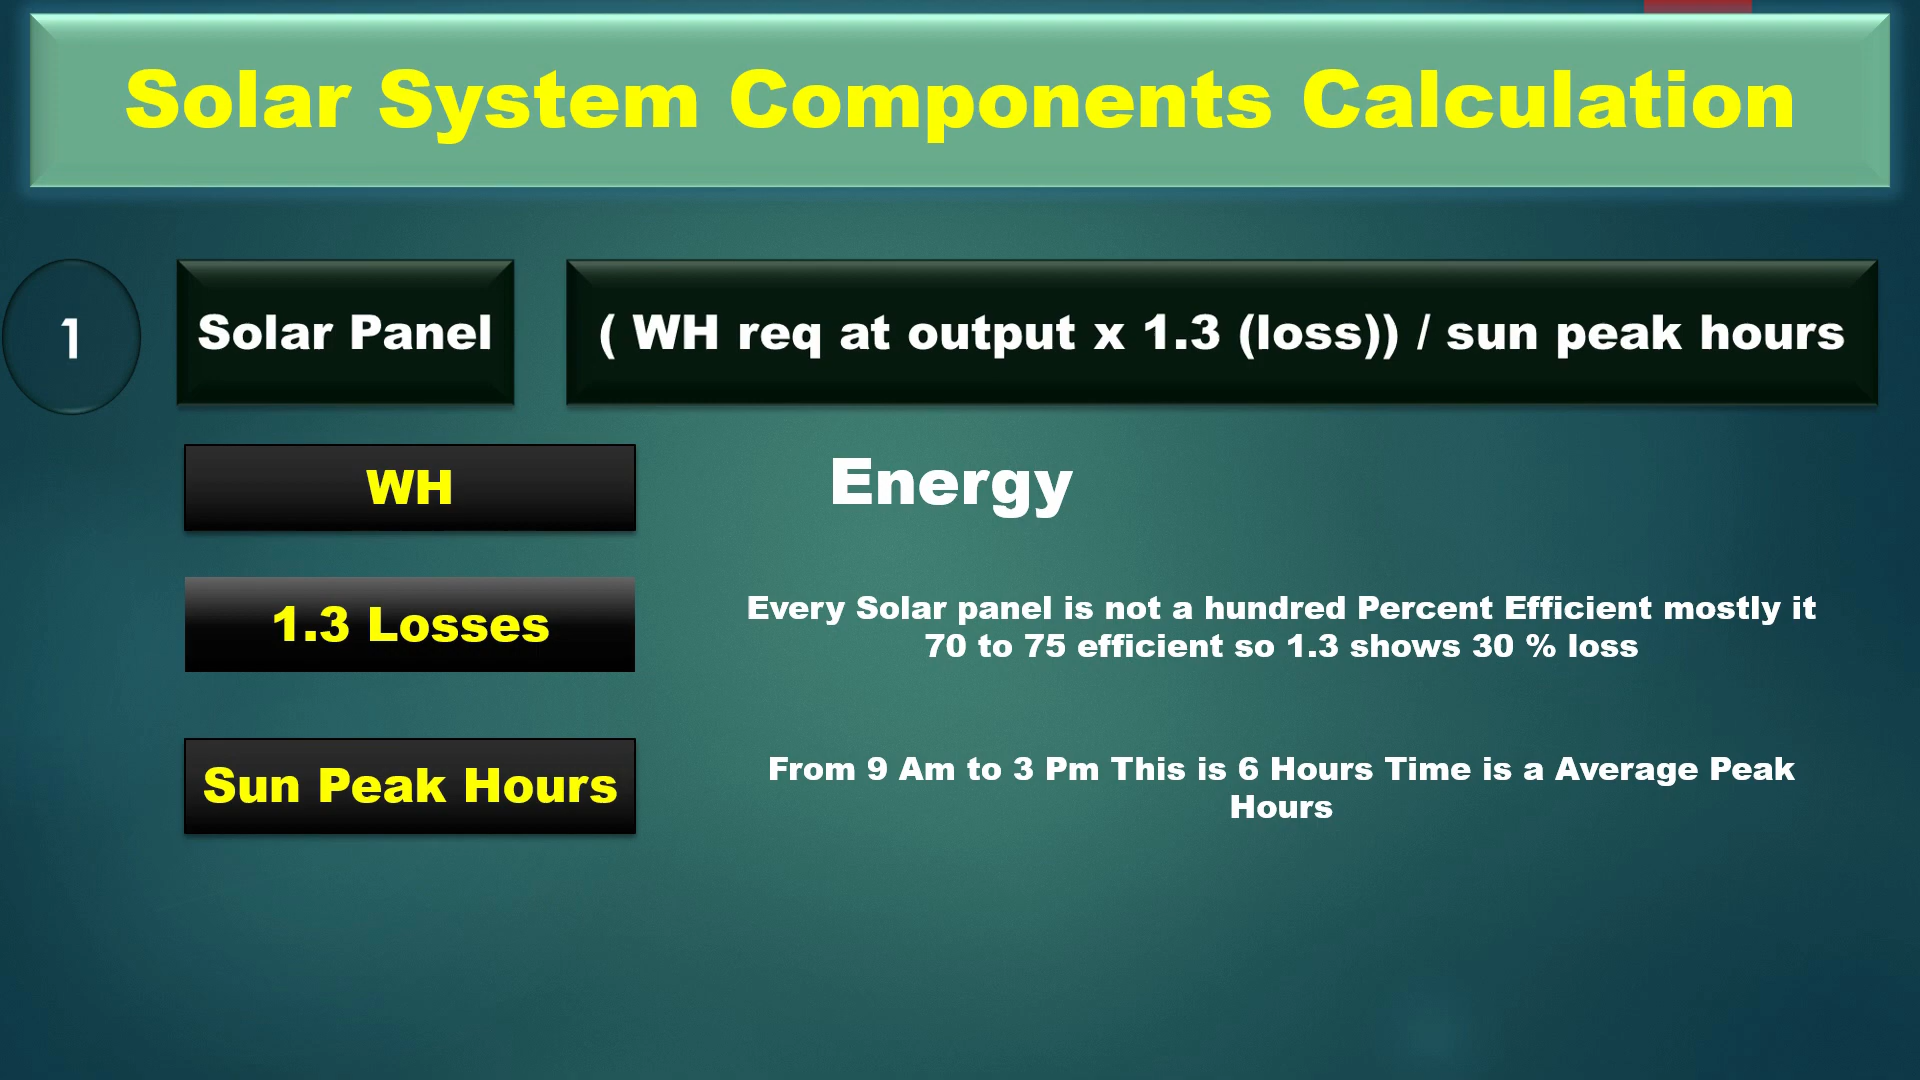 Solar System Components Calculation
1
Solar Panel
( WH req at output x 1.3 (loss)) / sun peak hours
WH
Energy
1.3 Losses
Every Solar panel is not a hundred Percent Efficient mostly it
70 to 75 efficient so 1.3 shows 30 % loss
Sun Peak Hours
From 9 Am to 3 Pm This is 6 Hours Time is a Average Peak
Hours